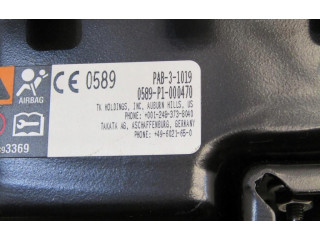 CE 0589
PAB-3-1019
0589-P1-000470
TK HOLDINGS, INC, AUBURN HILLS, US
PHONE: +001-248-373-8040
TAKATA AG, ASCHAFFENBURG, GERMANY
PHONE: +49-6021-65-0
AIRBAG
3369